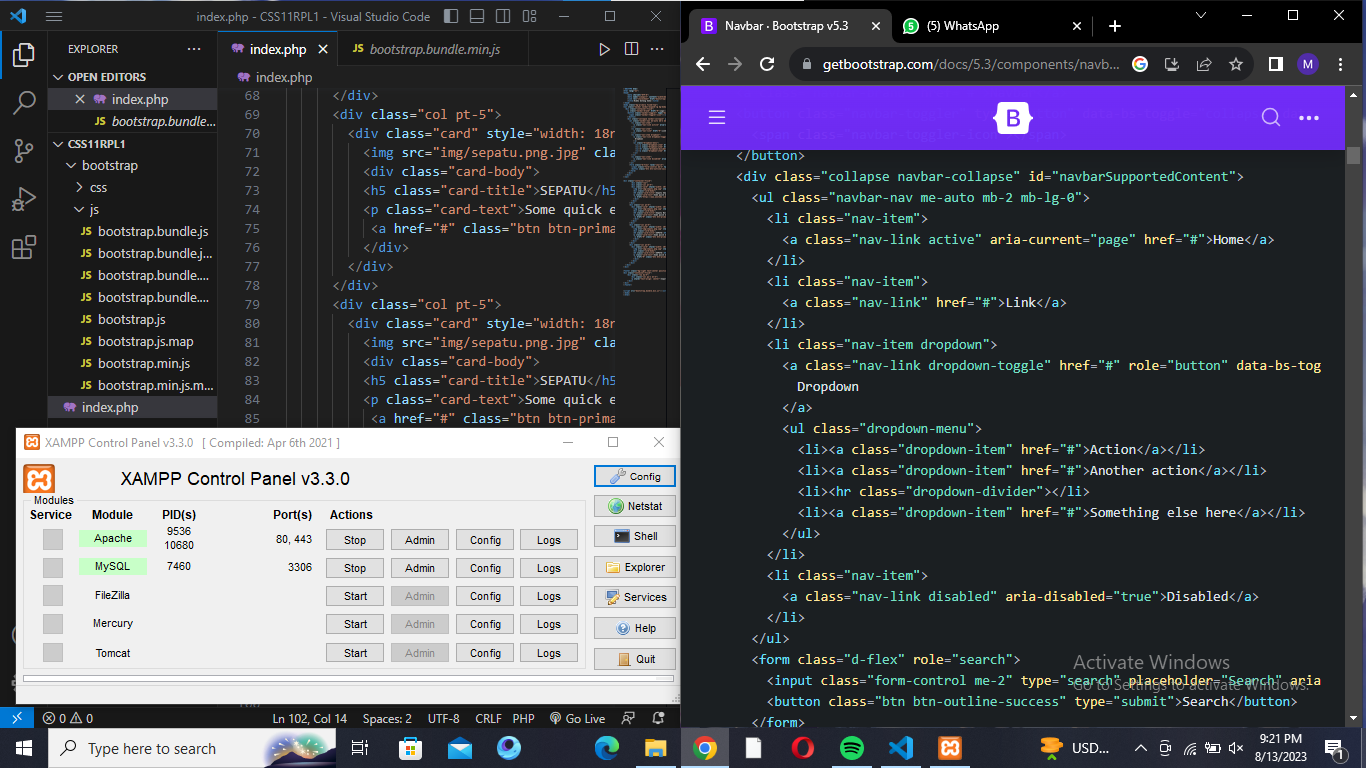 index.php - CSS11RPL1 - Visual Studio Code
EXPLORER
OPEN EDITORS
index.php
bootstrap.bundle...
CSS11RPL1
bootstrap
css
js
JS bootstrap.bundle.js
JS bootstrap.bundle.j...
JS bootstrap.bundle....
JS bootstrap.bundle....
JS bootstrap.js
JS bootstrap.js.map
JS bootstrap.min.js
JS bootstrap.min.js.m...
index.php
index.php
JS bootstrap.bundle.min.js
index.php
68 </div>
69 <div class="col pt-5">
70 <div class="card" style="width: 18r
71 <img src="img/sepatu.png.jpg" cla
72 <div class="card-body">
73 <h5 class="card-title">SEPATU</h5
74 <p class="card-text">Some quick e
75 <a href="#" class="btn btn-prima
76 </div>
77 </div>
78 </div>
79 <div class="col pt-5">
80 <div class="card" style="width: 18r
81 <img src="img/sepatu.png.jpg" cla
82 <div class="card-body">
83 <h5 class="card-title">SEPATU</h5
84 <p class="card-text">Some quick e
85 <a href="#" class="btn btn-prima
XAMPP Control Panel v3.3.0 [ Compiled: Apr 6th 2021 ]
XAMPP Control Panel v3.3.0
Config
Modules
Service Module PID(s) Port(s) Actions
Netstat
Apache 9536
10680 80, 443 Stop Admin Config Logs
Shell
MySQL 7460 3306 Stop Admin Config Logs
Explorer
FileZilla Start Admin Config Logs
Services
Mercury Start Admin Config Logs
Help
Tomcat Start Admin Config Logs
Quit
0 0
Ln 102, Col 14 Spaces: 2 UTF-8 CRLF PHP Go Live
Navbar · Bootstrap v5.3
(5) WhatsApp
getbootstrap.com/docs/5.3/components/navb...
M
B
</button>
<div class="collapse navbar-collapse" id="navbarSupportedContent">
<ul class="navbar-nav me-auto mb-2 mb-lg-0">
<li class="nav-item">
<a class="nav-link active" aria-current="page" href="#">Home</a>
</li>
<li class="nav-item">
<a class="nav-link" href="#">Link</a>
</li>
<li class="nav-item dropdown">
<a class="nav-link dropdown-toggle" href="#" role="button" data-bs-tog
Dropdown
</a>
<ul class="dropdown-menu">
<li><a class="dropdown-item" href="#">Action</a></li>
<li><a class="dropdown-item" href="#">Another action</a></li>
<li><hr class="dropdown-divider"></li>
<li><a class="dropdown-item" href="#">Something else here</a></li>
</ul>
</li>
<li class="nav-item">
<a class="nav-link disabled" aria-disabled="true">Disabled</a>
</li>
</ul>
<form class="d-flex" role="search">
<input class="form-control me-2" type="search" placeholder="Search" aria
<button class="btn btn-outline-success" type="submit">Search</button>
</form>
Activate Windows
Go to Settings to activate Windows.
Type here to search
USD...
9:21 PM
8/13/2023
1